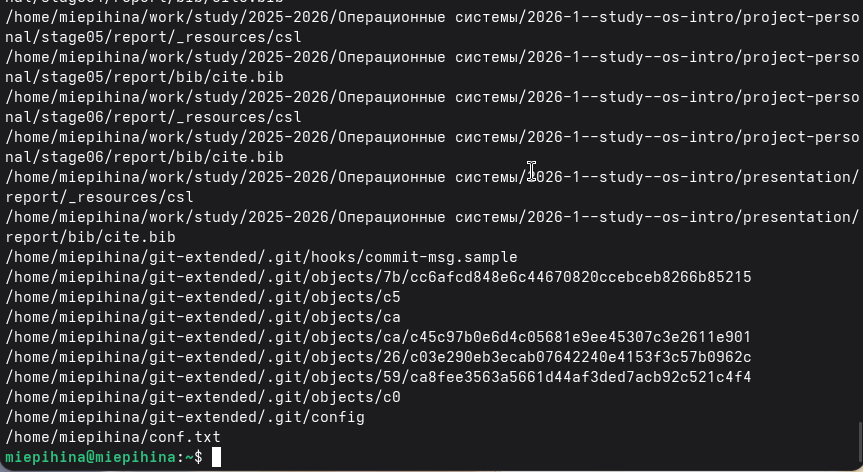 /home/miepihina/work/study/2025-2026/Операционные системы/2026-1--study--os-intro/project-perso
nal/stage05/report/_resources/csl
/home/miepihina/work/study/2025-2026/Операционные системы/2026-1--study--os-intro/project-perso
nal/stage05/report/bib/cite.bib
/home/miepihina/work/study/2025-2026/Операционные системы/2026-1--study--os-intro/project-perso
nal/stage06/report/_resources/csl
/home/miepihina/work/study/2025-2026/Операционные системы/2026-1--study--os-intro/project-perso
nal/stage06/report/bib/cite.bib
/home/miepihina/work/study/2025-2026/Операционные системы/2026-1--study--os-intro/presentation/
report/_resources/csl
/home/miepihina/work/study/2025-2026/Операционные системы/2026-1--study--os-intro/presentation/
report/bib/cite.bib
/home/miepihina/git-extended/.git/hooks/commit-msg.sample
/home/miepihina/git-extended/.git/objects/7b/cc6afcd848e6c44670820ccebceb8266b85215
/home/miepihina/git-extended/.git/objects/c5
/home/miepihina/git-extended/.git/objects/ca
/home/miepihina/git-extended/.git/objects/ca/c45c97b0e6d4c05681e9ee45307c3e2611e901
/home/miepihina/git-extended/.git/objects/26/c03e290eb3ecab07642240e4153f3c57b0962c
/home/miepihina/git-extended/.git/objects/59/ca8fee3563a5661d44af3ded7acb92c521c4f4
/home/miepihina/git-extended/.git/objects/c0
/home/miepihina/git-extended/.git/config
/home/miepihina/conf.txt
miepihina@miepihina:~$